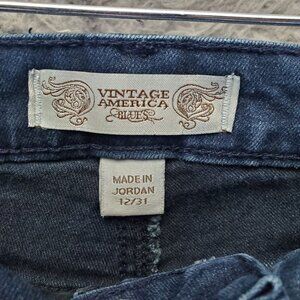 VINTAGE
AMERICA
BLUES
MADE IN
JORDAN
12/31